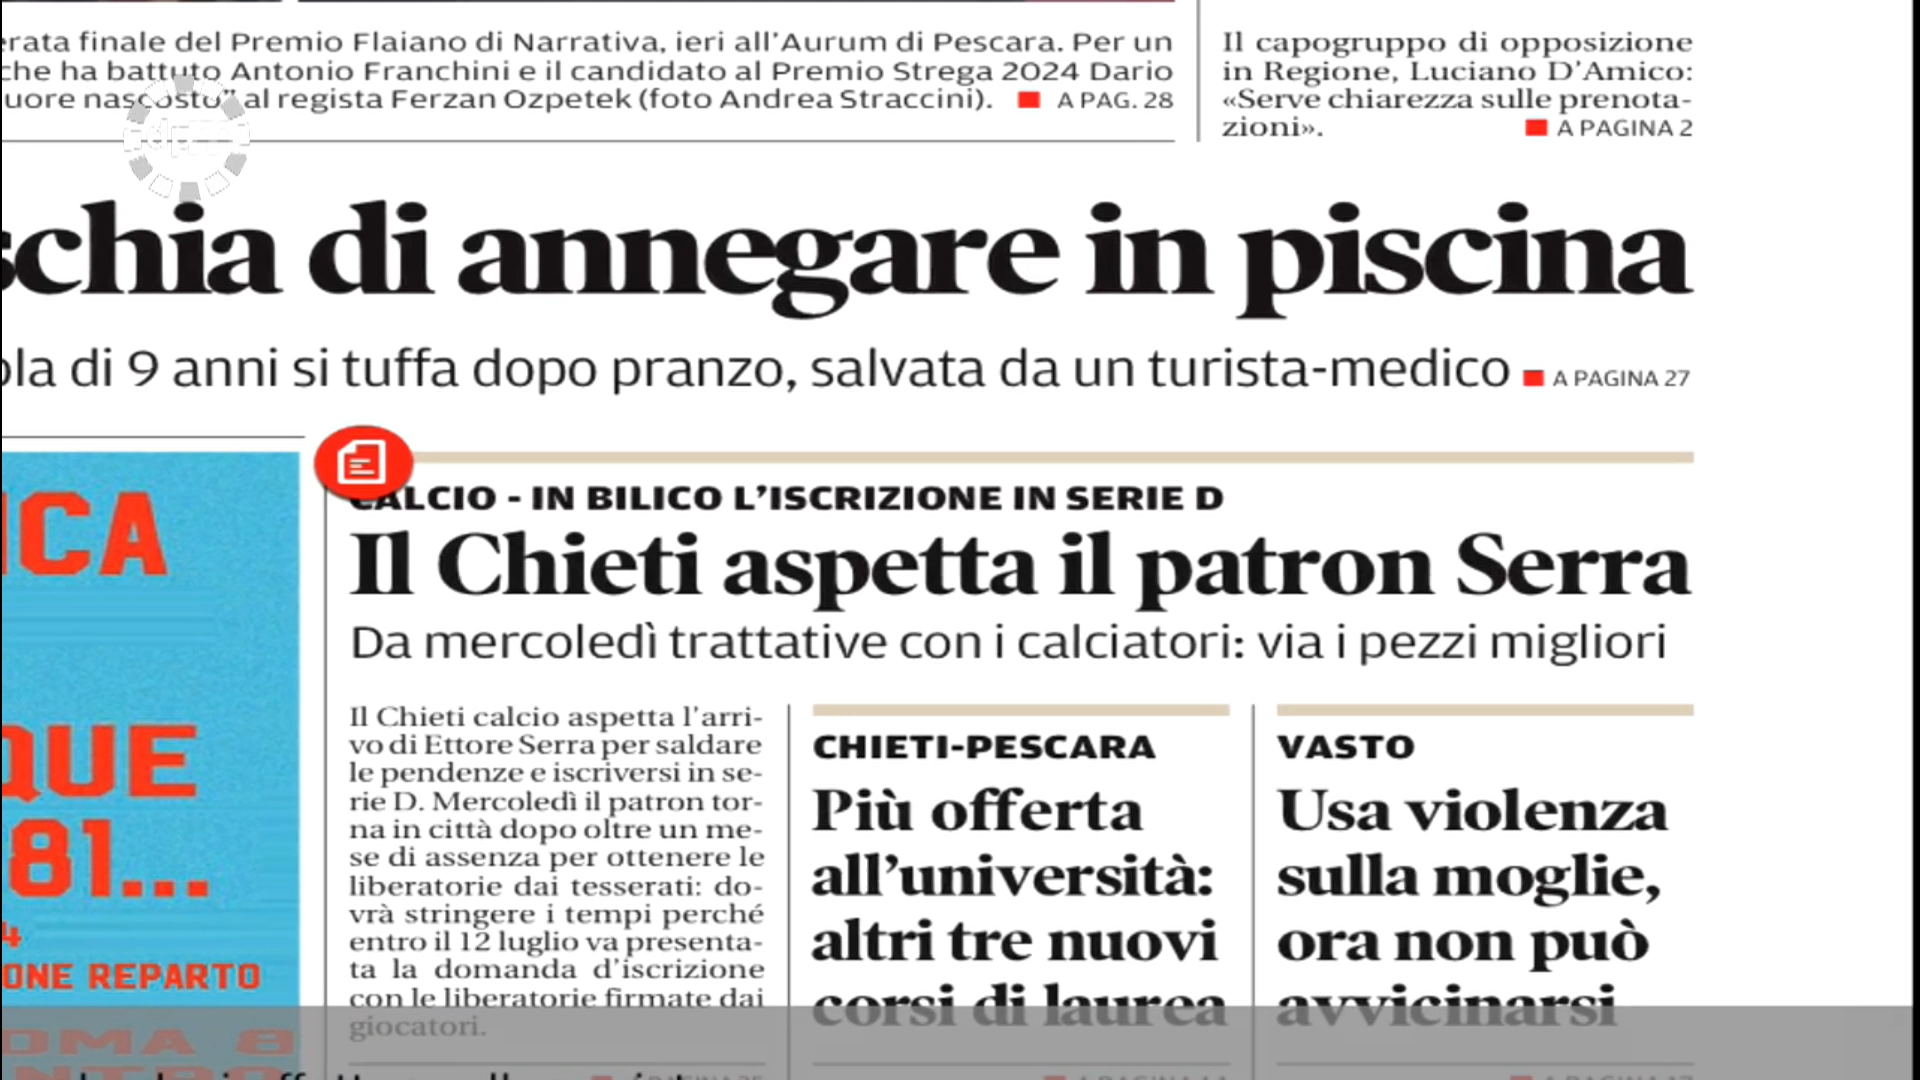 erata finale del Premio Flaiano di Narrativa, ieri all'Aurum di Pescara. Per un
che ha battuto Antonio Franchini e il candidato al Premio Strega 2024 Dario
uore nascosto" al regista Ferzan Ozpetek (foto Andrea Straccini). A PAG. 28
Il capogruppo di opposizione
in Regione, Luciano D'Amico:
«Serve chiarezza sulle prenota-
zioni». A PAGINA 2
schia di annegare in piscina
ola di 9 anni si tuffa dopo pranzo, salvata da un turista-medico A PAGINA 27
ICA
QUE
81...
4
ONE REPARTO
OMA 8
CALCIO - IN BILICO L'ISCRIZIONE IN SERIE D
Il Chieti aspetta il patron Serra
Da mercoledì trattative con i calciatori: via i pezzi migliori
Il Chieti calcio aspetta l'arri-
vo di Ettore Serra per saldare
le pendenze e iscriversi in se-
rie D. Mercoledì il patron tor-
na in città dopo oltre un me-
se di assenza per ottenere le
liberatorie dai tesserati: do-
vrà stringere i tempi perché
entro il 12 luglio va presenta-
ta la domanda d'iscrizione
con le liberatorie firmate dai
giocatori.
CHIETI-PESCARA
Più offerta
all'università:
altri tre nuovi
corsi di laurea
VASTO
Usa violenza
sulla moglie,
ora non può
avvicinarsi